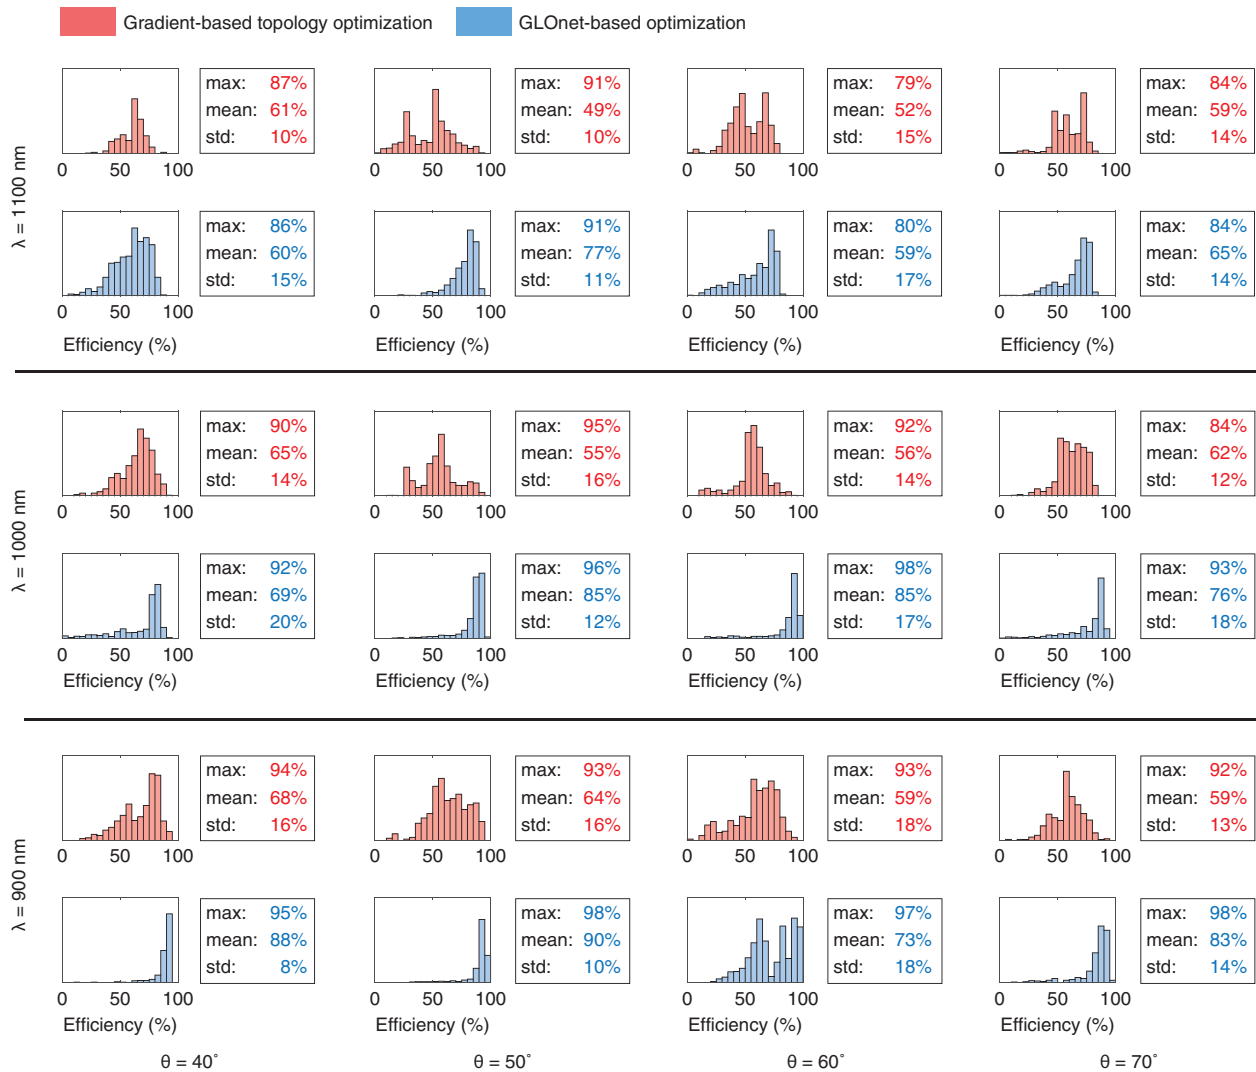 Gradient-based topology optimization GLOnet-based optimization
λ = 1100 nm
max: 87% max: 91% max: 79% max: 84%
mean: 61% mean: 49% mean: 52% mean: 59%
std: 10% std: 10% std: 15% std: 14%
0 50 100 0 50 100 0 50 100 0 50 100
max: 86% max: 91% max: 80% max: 84%
mean: 60% mean: 77% mean: 59% mean: 65%
std: 15% std: 11% std: 17% std: 14%
0 50 100 0 50 100 0 50 100 0 50 100
Efficiency (%) Efficiency (%) Efficiency (%) Efficiency (%)
λ = 1000 nm
max: 90% max: 95% max: 92% max: 84%
mean: 65% mean: 55% mean: 56% mean: 62%
std: 14% std: 16% std: 14% std: 12%
0 50 100 0 50 100 0 50 100 0 50 100
max: 92% max: 96% max: 98% max: 93%
mean: 69% mean: 85% mean: 85% mean: 76%
std: 20% std: 12% std: 17% std: 18%
0 50 100 0 50 100 0 50 100 0 50 100
Efficiency (%) Efficiency (%) Efficiency (%) Efficiency (%)
λ = 900 nm
max: 94% max: 93% max: 93% max: 92%
mean: 68% mean: 64% mean: 59% mean: 59%
std: 16% std: 16% std: 18% std: 13%
0 50 100 0 50 100 0 50 100 0 50 100
max: 95% max: 98% max: 97% max: 98%
mean: 88% mean: 90% mean: 73% mean: 83%
std: 8% std: 10% std: 18% std: 14%
0 50 100 0 50 100 0 50 100 0 50 100
Efficiency (%) Efficiency (%) Efficiency (%) Efficiency (%)
θ = 40° θ = 50° θ = 60° θ = 70°